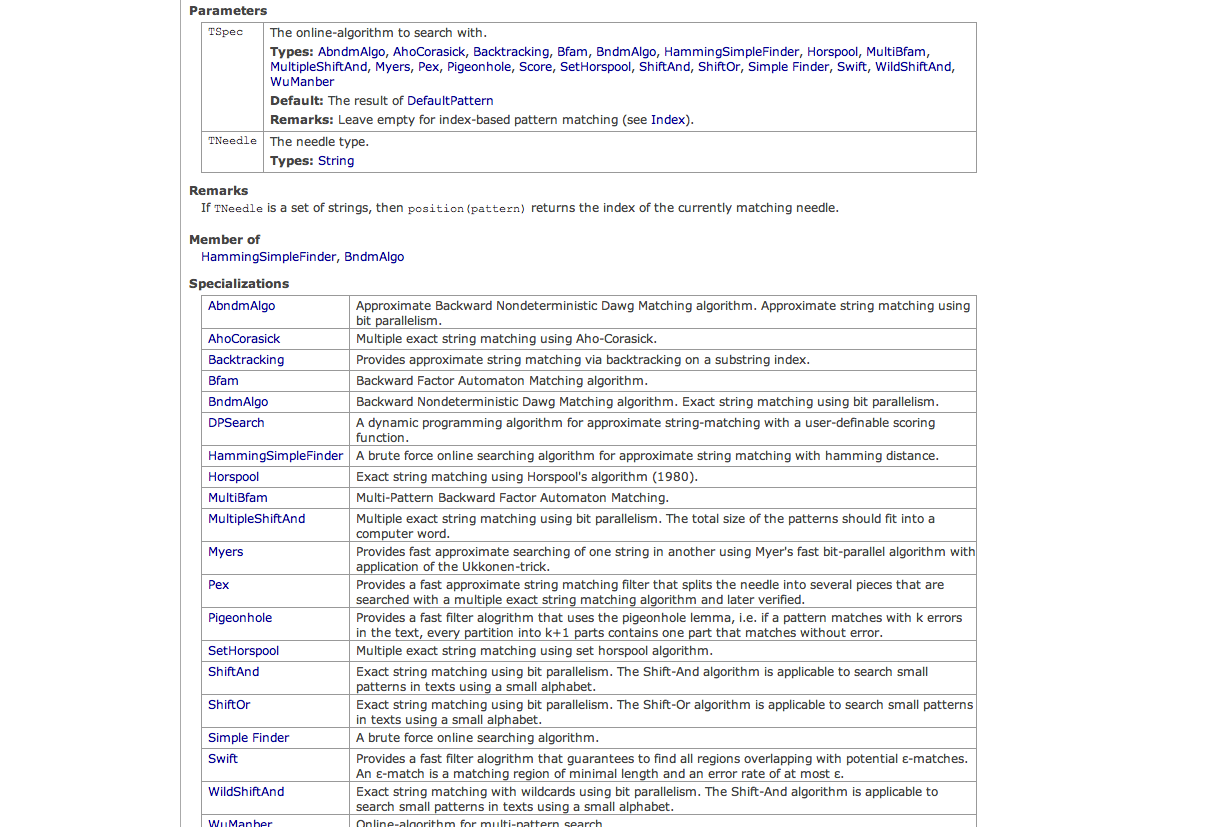 Parameters
TSpec
The online-algorithm to search with.
Types: AbndmAlgo, AhoCorasick, Backtracking, Bfam, BndmAlgo, HammingSimpleFinder, Horspool, MultiBfam,
MultipleShiftAnd, Myers, Pex, Pigeonhole, Score, SetHorspool, ShiftAnd, ShiftOr, Simple Finder, Swift, WildShiftAnd,
WuManber
Default: The result of DefaultPattern
Remarks: Leave empty for index-based pattern matching (see Index).
TNeedle
The needle type.
Types: String
Remarks
If TNeedle is a set of strings, then position(pattern) returns the index of the currently matching needle.
Member of
HammingSimpleFinder, BndmAlgo
Specializations
AbndmAlgo
Approximate Backward Nondeterministic Dawg Matching algorithm. Approximate string matching using
bit parallelism.
AhoCorasick
Multiple exact string matching using Aho-Corasick.
Backtracking
Provides approximate string matching via backtracking on a substring index.
Bfam
Backward Factor Automaton Matching algorithm.
BndmAlgo
Backward Nondeterministic Dawg Matching algorithm. Exact string matching using bit parallelism.
DPSearch
A dynamic programming algorithm for approximate string-matching with a user-definable scoring
function.
HammingSimpleFinder
A brute force online searching algorithm for approximate string matching with hamming distance.
Horspool
Exact string matching using Horspool's algorithm (1980).
MultiBfam
Multi-Pattern Backward Factor Automaton Matching.
MultipleShiftAnd
Multiple exact string matching using bit parallelism. The total size of the patterns should fit into a
computer word.
Myers
Provides fast approximate searching of one string in another using Myer's fast bit-parallel algorithm with
application of the Ukkonen-trick.
Pex
Provides a fast approximate string matching filter that splits the needle into several pieces that are
searched with a multiple exact string matching algorithm and later verified.
Pigeonhole
Provides a fast filter alogrithm that uses the pigeonhole lemma, i.e. if a pattern matches with k errors
in the text, every partition into k+1 parts contains one part that matches without error.
SetHorspool
Multiple exact string matching using set horspool algorithm.
ShiftAnd
Exact string matching using bit parallelism. The Shift-And algorithm is applicable to search small
patterns in texts using a small alphabet.
ShiftOr
Exact string matching using bit parallelism. The Shift-Or algorithm is applicable to search small patterns
in texts using a small alphabet.
Simple Finder
A brute force online searching algorithm.
Swift
Provides a fast filter alogrithm that guarantees to find all regions overlapping with potential ε-matches.
An ε-match is a matching region of minimal length and an error rate of at most ε.
WildShiftAnd
Exact string matching with wildcards using bit parallelism. The Shift-And algorithm is applicable to
search small patterns in texts using a small alphabet.
WuManber
Online-algorithm for multi-pattern search.